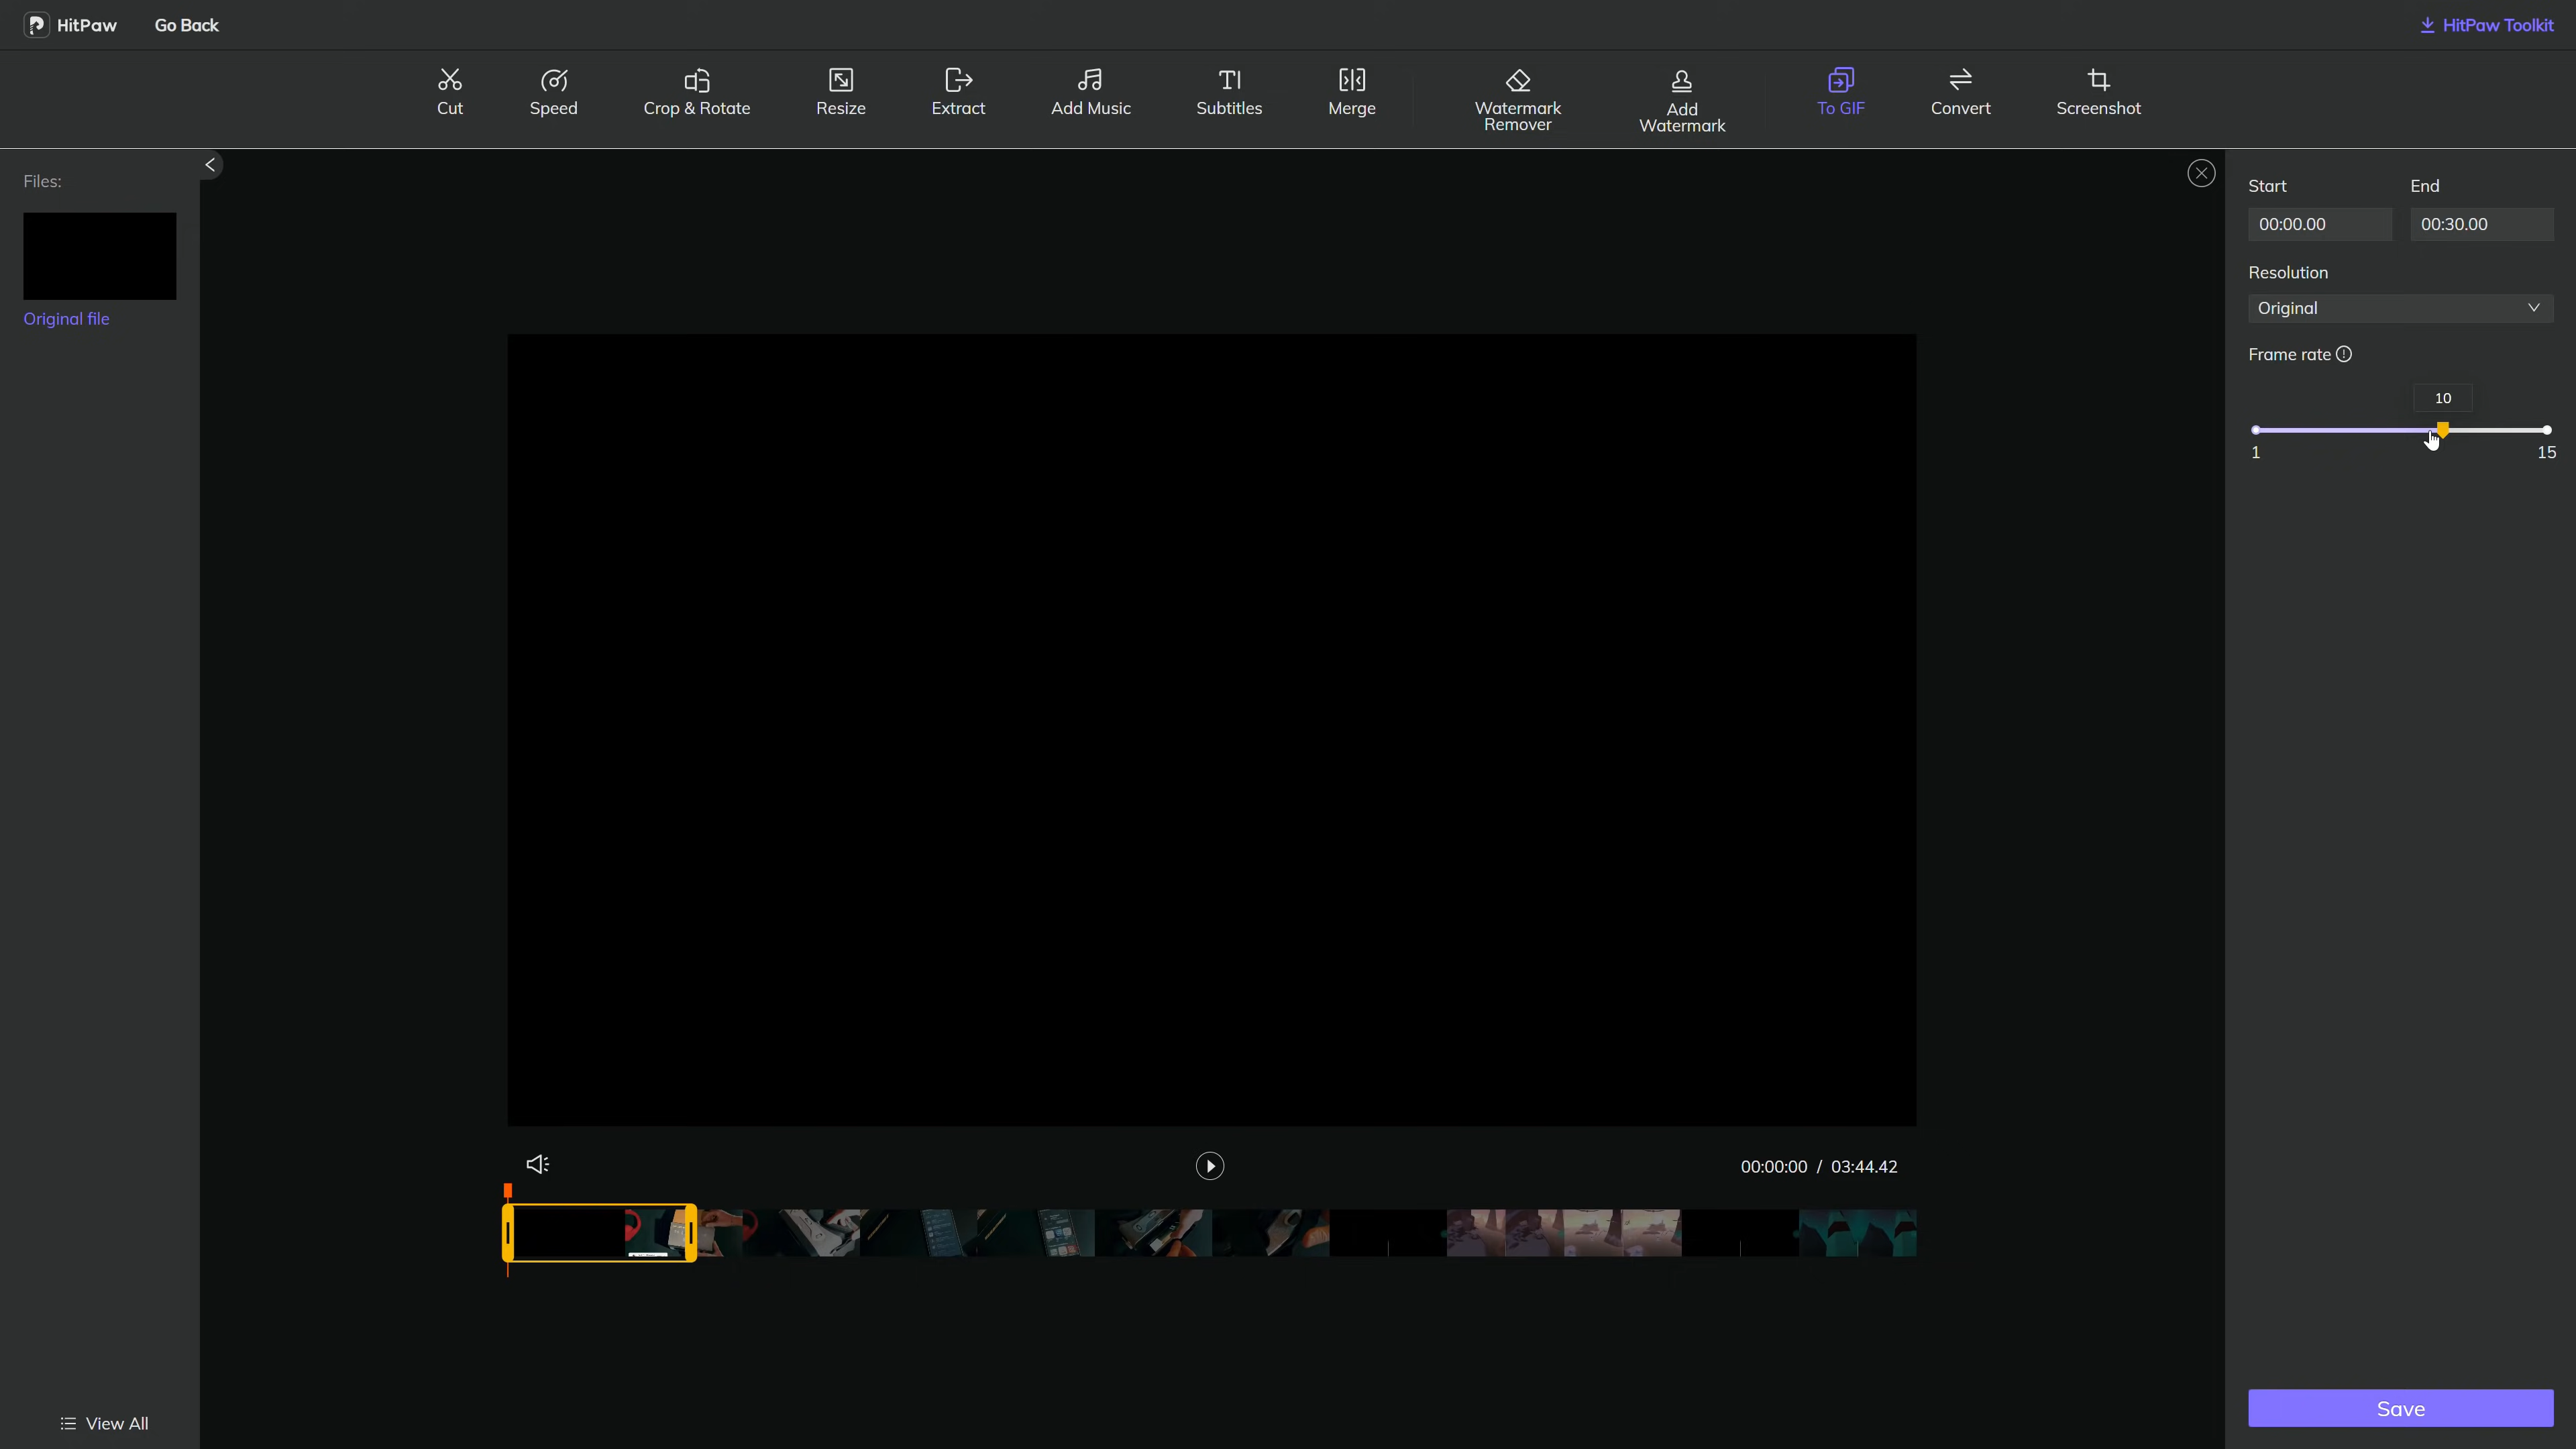 HitPaw
Go Back
HitPaw Toolkit
Cut
Speed
Crop & Rotate
Resize
Extract
Add Music
Subtitles
Merge
Watermark
Remover
Add
Watermark
To GIF
Convert
Screenshot
Files:
Original file
View All
00:00:00 / 03:44.42
Start
End
00:00.00
00:30.00
Resolution
Original
Frame rate
10
1
15
Save